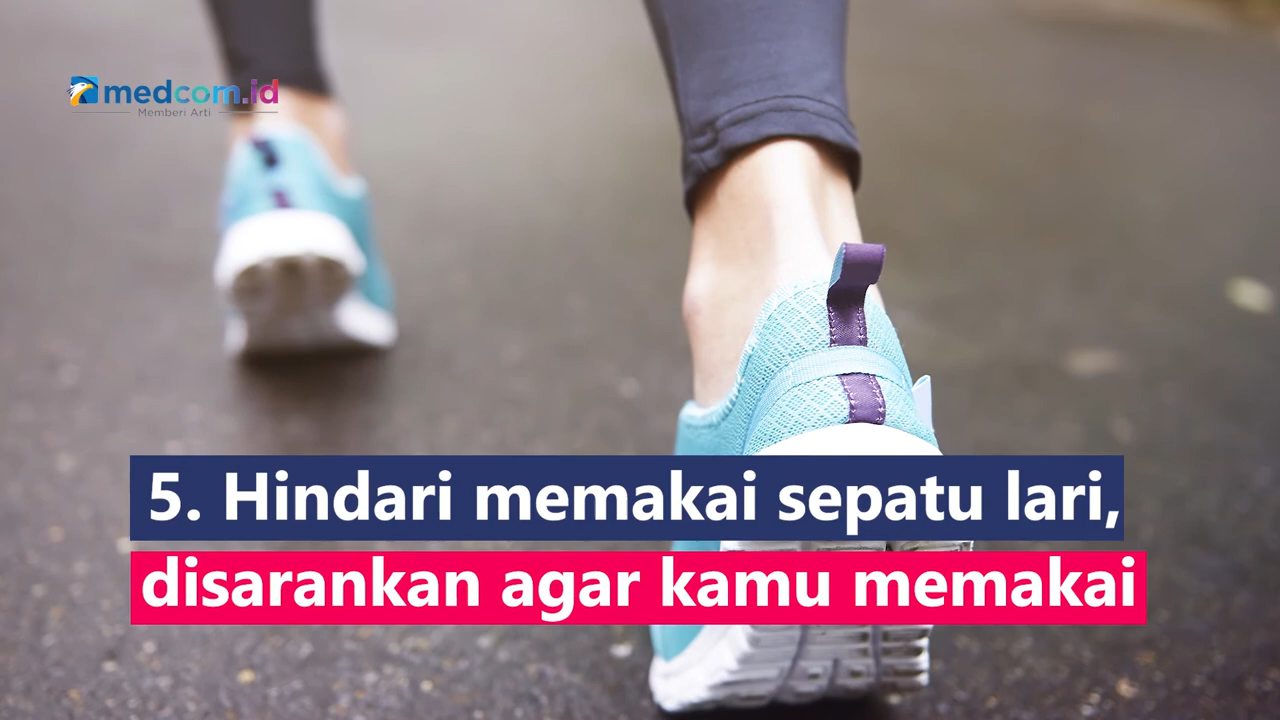 medcom.id
Memberi Arti
5. Hindari memakai sepatu lari,
disarankan agar kamu memakai